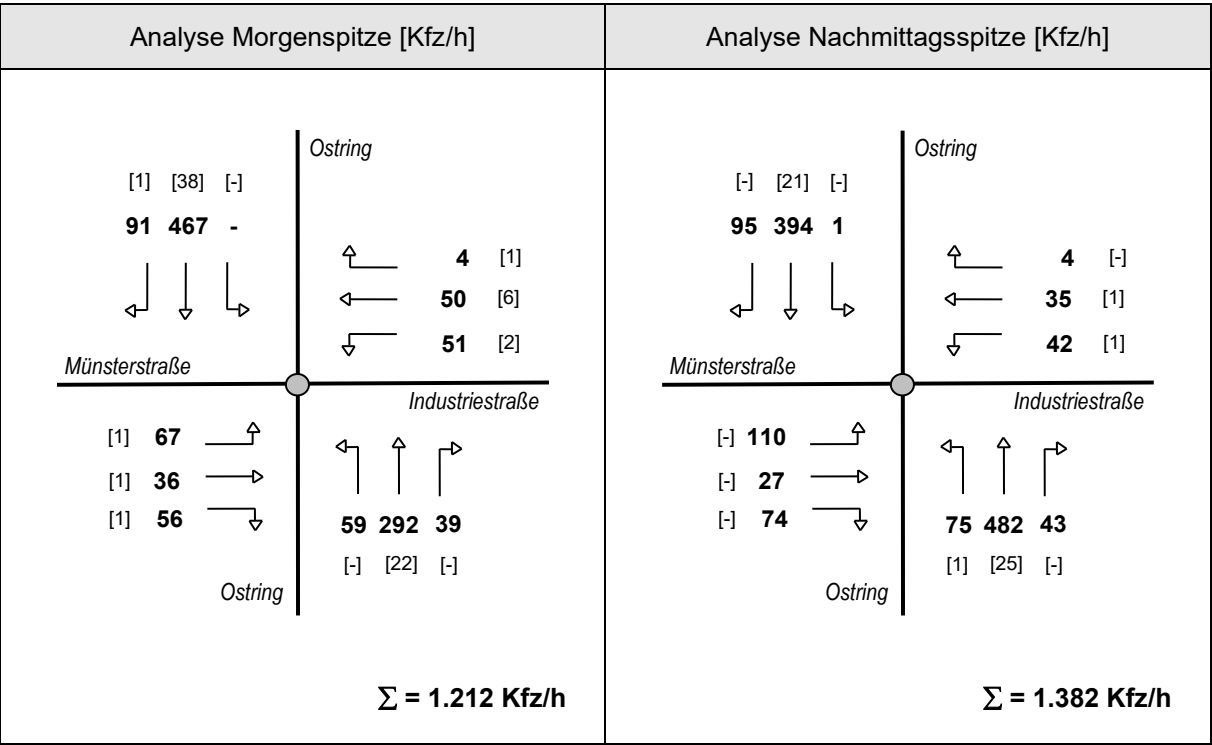 Analyse Morgenspitze [Kfz/h]
Ostring
[1] [38] [-]
91 467 -
4 [1]
50 [6]
51 [2]
Münsterstraße
Industriestraße
[1] 67
[1] 36
[1] 56
59 292 39
[-] [22] [-]
Ostring
∑ = 1.212 Kfz/h
Analyse Nachmittagsspitze [Kfz/h]
Ostring
[-] [21] [-]
95 394 1
4 [-]
35 [1]
42 [1]
Münsterstraße
Industriestraße
[-] 110
[-] 27
[-] 74
75 482 43
[1] [25] [-]
Ostring
∑ = 1.382 Kfz/h